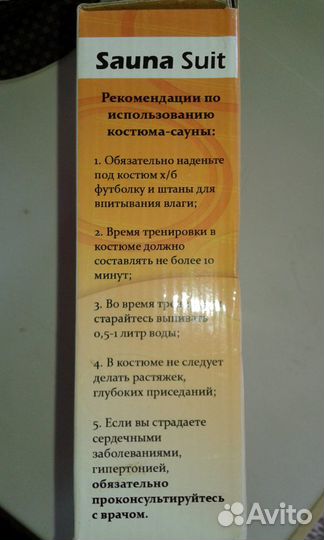 Sauna Suit
Рекомендации по
использованию
костюма-сауны:
1. Обязательно наденьте
под костюм х/б
футболку и штаны для
впитывания влаги;
2. Время тренировки в
костюме должно
составлять не более 10
минут;
3. Во время
старайтесь выпивать
0,5-1 литр воды;
4. В костюме не следует
делать растяжек,
глубоких приседаний;
5. Если вы страдаете
сердечными
заболеваниями,
гипертонией,
обязательно
проконсультируйтесь
с врачом.
Avito